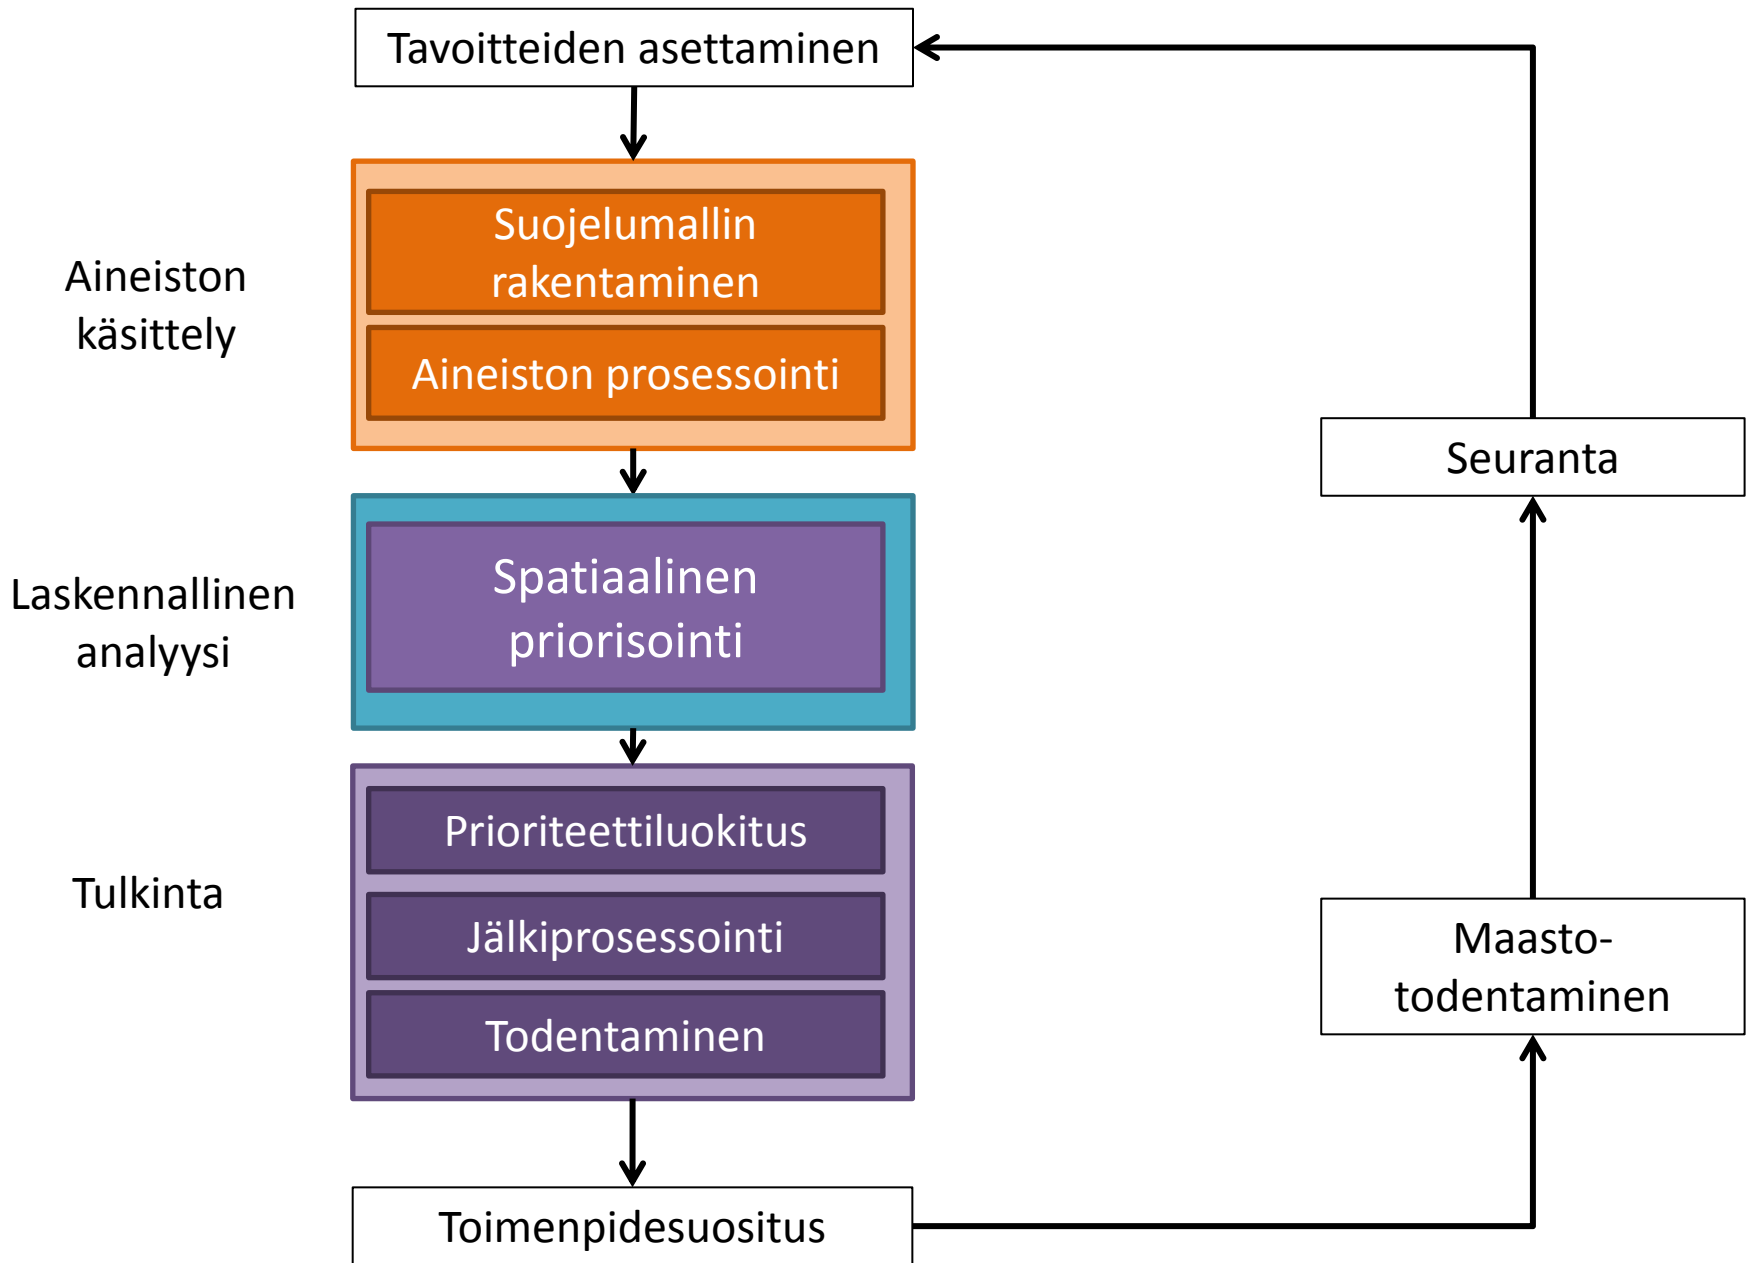 Tavoitteiden asettaminen
Aineiston
käsittely
Suojelumallin
rakentaminen
Aineiston prosessointi
Laskennallinen
analyysi
Spatiaalinen
priorisointi
Tulkinta
Prioriteettiluokitus
Jälkiprosessointi
Todentaminen
Toimenpidesuositus
Maasto-
todentaminen
Seuranta